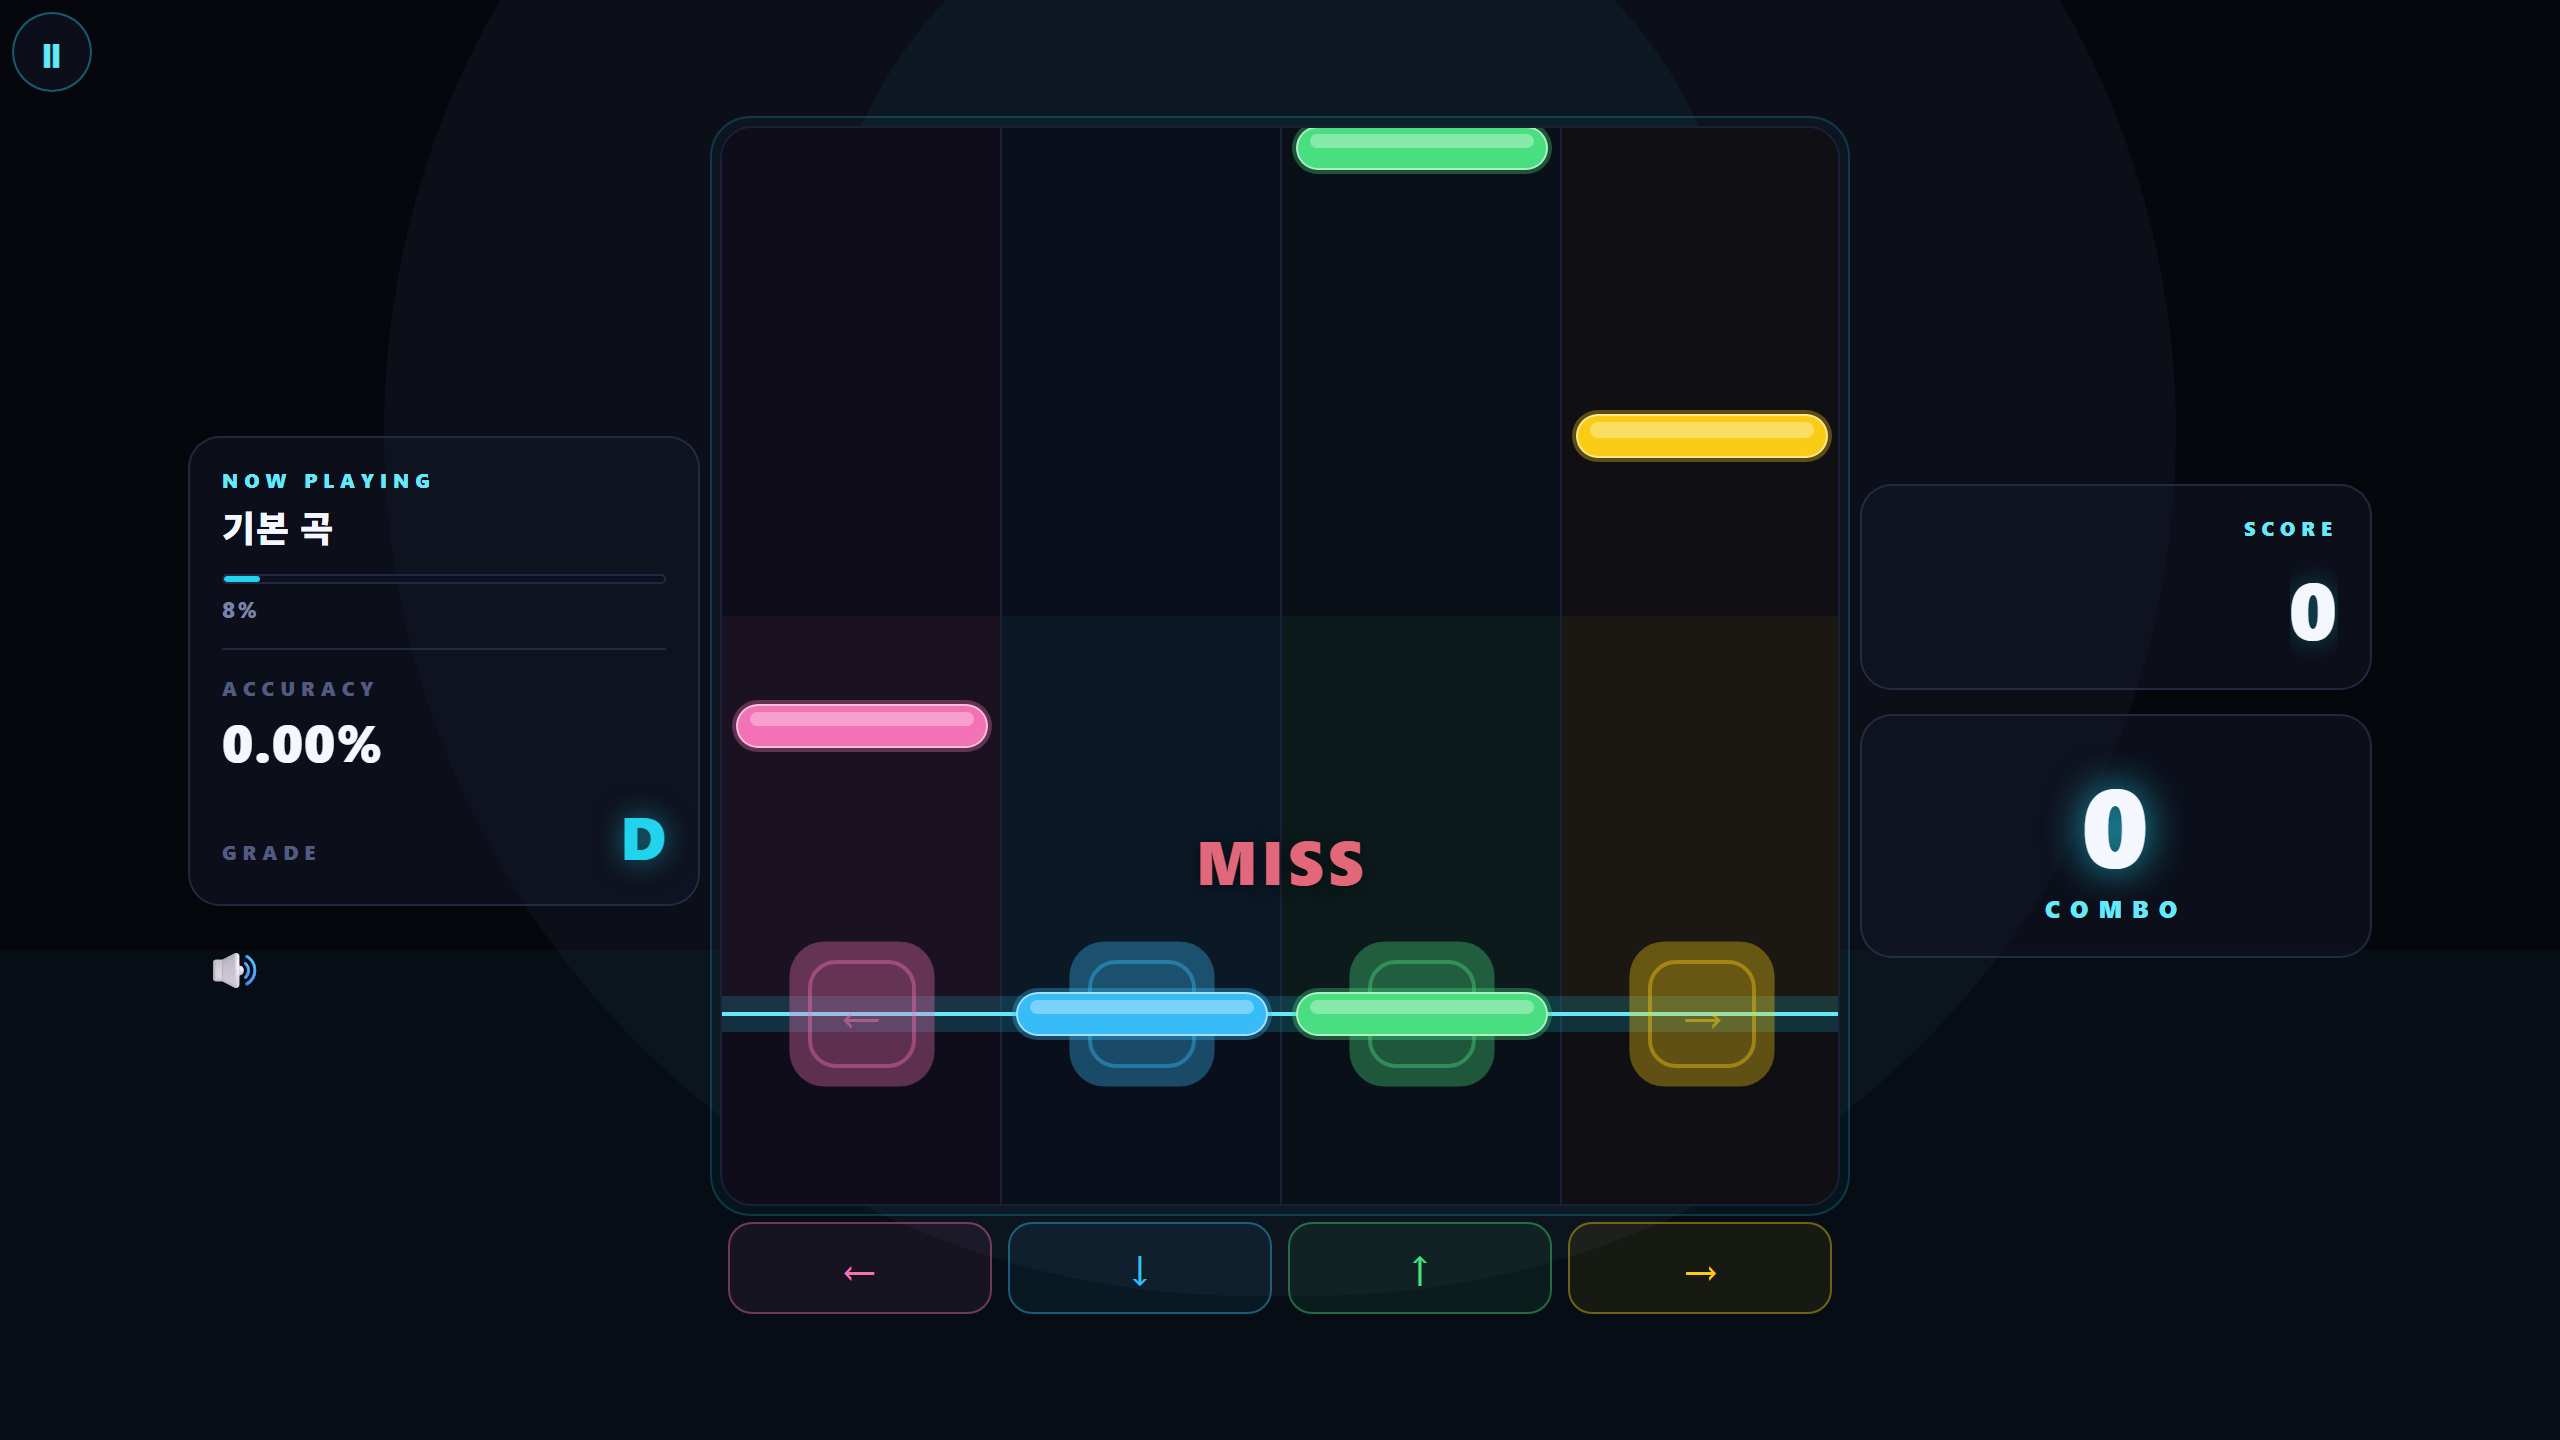 NOW PLAYING
기본 곡
8%
ACCURACY
0.00%
GRADE
D
MISS
← →
SCORE
0
0
COMBO
← ↓ ↑ →